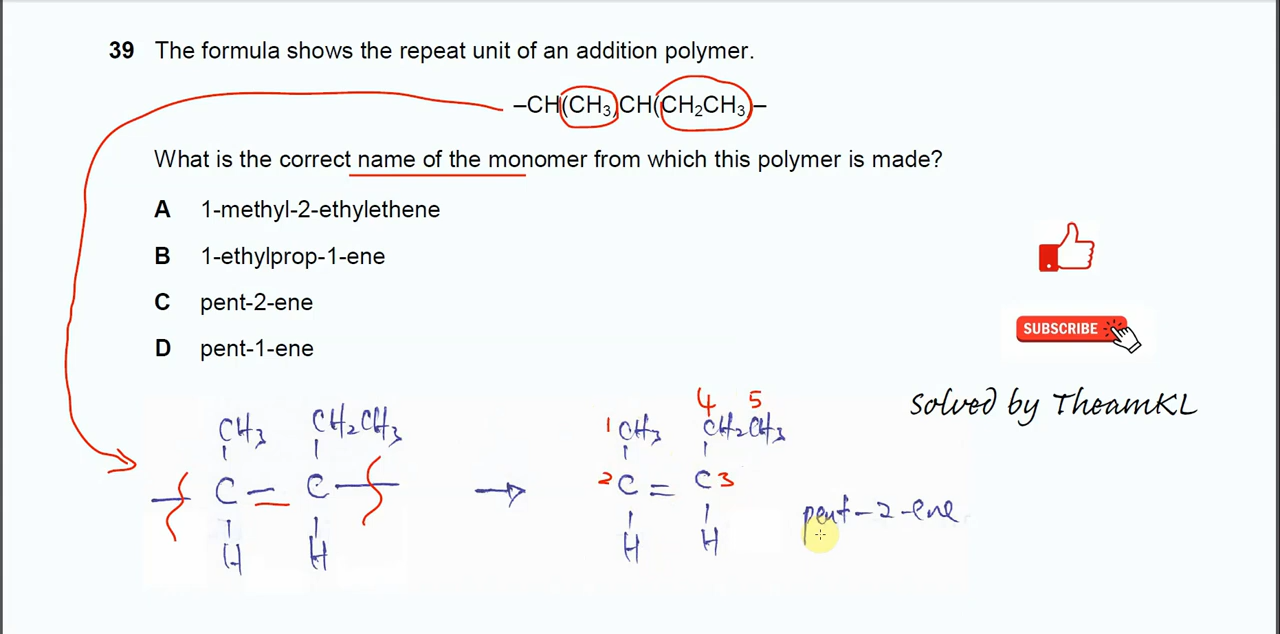 39 The formula shows the repeat unit of an addition polymer.
–CH(CH₃)CH(CH₂CH₃)–
What is the correct name of the monomer from which this polymer is made?
A 1-methyl-2-ethylethene
B 1-ethylprop-1-ene
C pent-2-ene
D pent-1-ene
SUBSCRIBE
Solved by TheamKL
4 5
CH₃ CH₂CH₃ 1 CH₃ CH₂CH₃
C = C → 2 C = C 3
pent-2-ene
H H H H